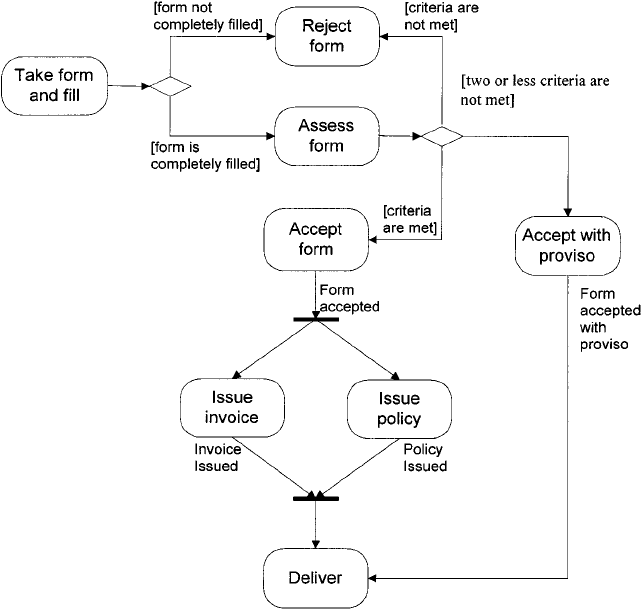 [form not
completely filled]
Reject
form
[criteria are
not met]
Take form
and fill
[two or less criteria are
not met]
Assess
form
[form is
completely filled]
[criteria
are met]
Accept
form
Accept with
proviso
Form
accepted
Form
accepted
with
proviso
Issue
invoice
Issue
policy
Invoice
Issued
Policy
Issued
Deliver